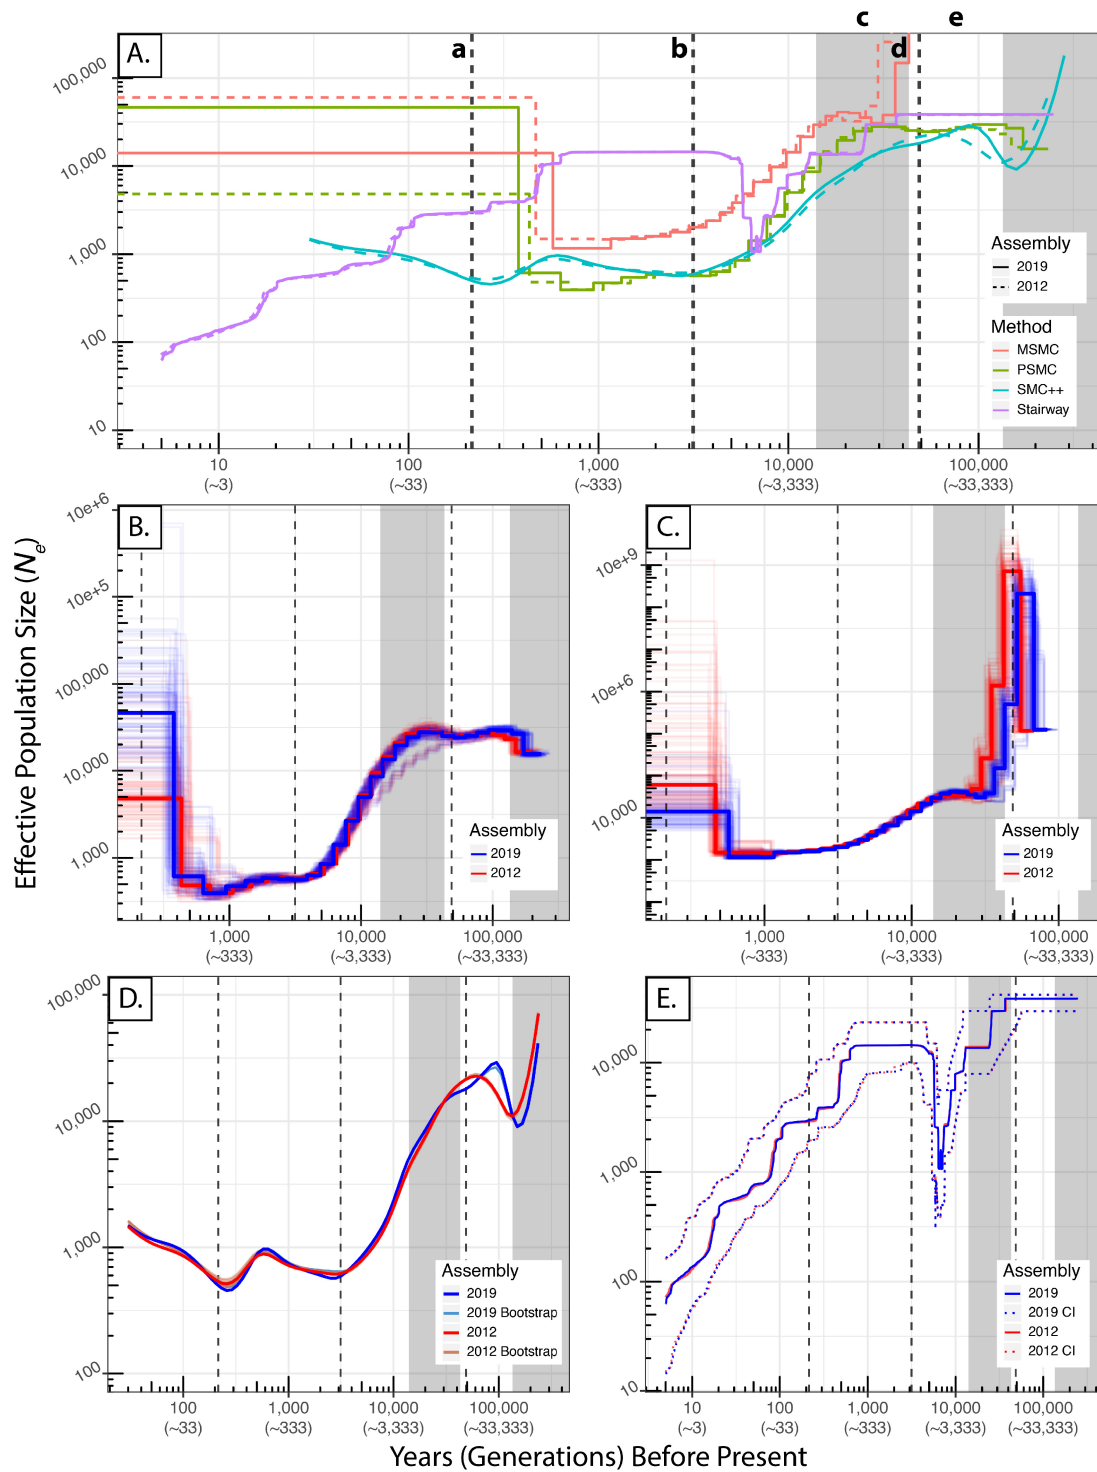 c e
A. a b d
100,000
10,000
1,000
100
10
Assembly
2019
2012
Method
MSMC
PSMC
SMC++
Stairway
10 100 1,000 10,000 100,000
(~3) (~33) (~333) (~3,333) (~33,333)
Effective Population Size (Ne)
B.
10e+6
10e+5
100,000
10,000
1,000
Assembly
2019
2012
1,000 10,000 100,000
(~333) (~3,333) (~33,333)
C.
10e+9
10e+6
10,000
Assembly
2019
2012
1,000 10,000 100,000
(~333) (~3,333) (~33,333)
D.
100,000
10,000
1,000
100
Assembly
2019
2019 Bootstrap
2012
2012 Bootstrap
100 1,000 10,000 100,000
(~33) (~333) (~3,333) (~33,333)
E.
10,000
1,000
100
10
Assembly
2019
2019 CI
2012
2012 CI
10 100 1,000 10,000 100,000
(~3) (~33) (~333) (~3,333) (~33,333)
Years (Generations) Before Present